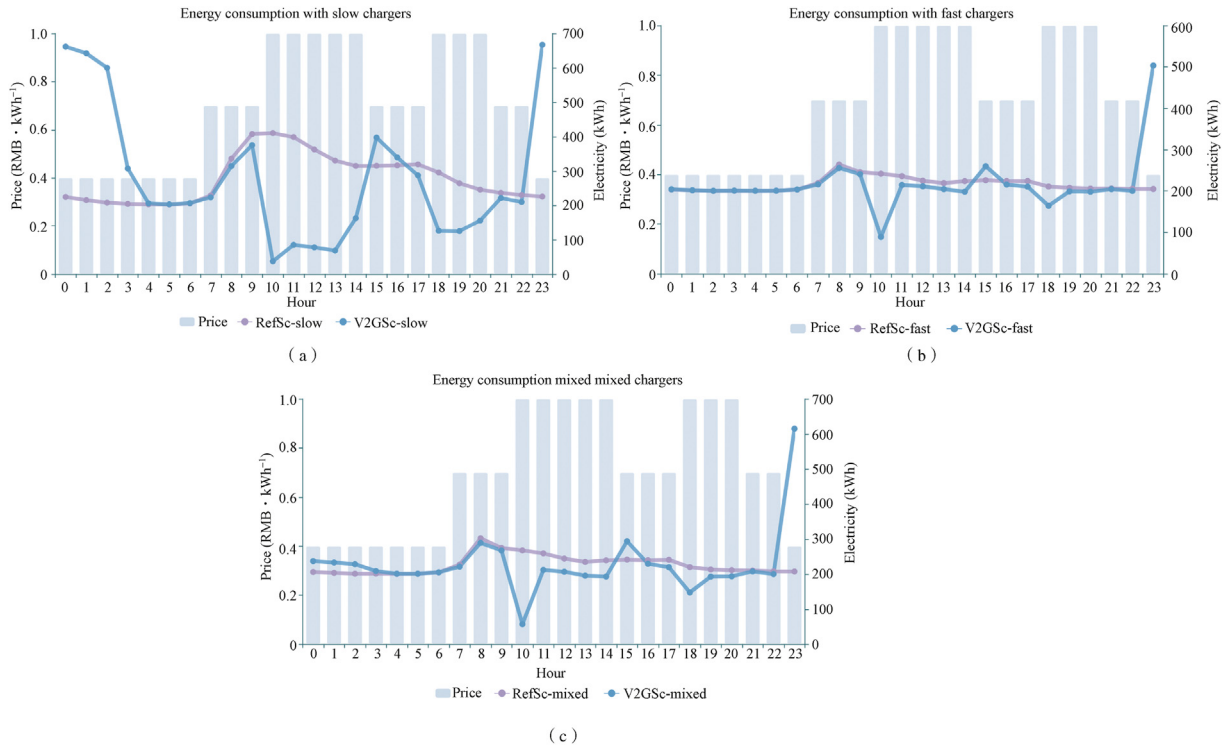 Energy consumption with slow chargers
Price (RMB·kWh⁻¹)
1.0
0.8
0.6
0.4
0.2
0
700
600
500
400
300
200
100
0
Electricity (kWh)
0 1 2 3 4 5 6 7 8 9 10 11 12 13 14 15 16 17 18 19 20 21 22 23
Hour
Price RefSc-slow V2GSc-slow
(a)
Energy consumption with fast chargers
Price (RMB·kWh⁻¹)
1.0
0.8
0.6
0.4
0.2
0
600
500
400
300
200
100
0
Electricity (kWh)
0 1 2 3 4 5 6 7 8 9 10 11 12 13 14 15 16 17 18 19 20 21 22 23
Hour
Price RefSc-fast V2GSc-fast
(b)
Energy consumption mixed mixed chargers
Price (RMB·kWh⁻¹)
1.0
0.8
0.6
0.4
0.2
0
700
600
500
400
300
200
100
0
Electricity (kWh)
0 1 2 3 4 5 6 7 8 9 10 11 12 13 14 15 16 17 18 19 20 21 22 23
Hour
Price RefSc-mixed V2GSc-mixed
(c)